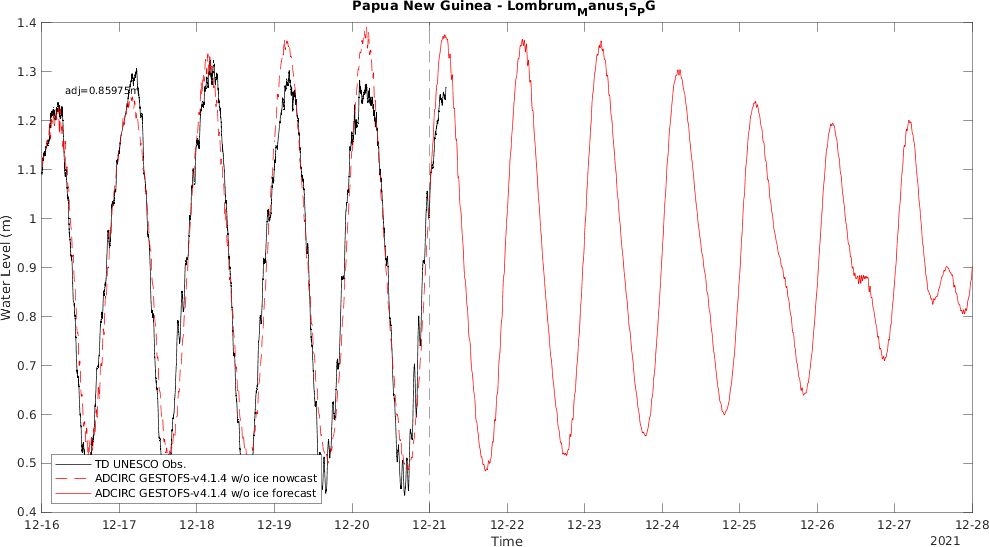 Papua New Guinea - LombrumManusIsPG
1.4
1.3
1.2
1.1
1
0.9
0.8
0.7
0.6
0.5
0.4
Water Level (m)
adj=0.85975m
TD UNESCO Obs.
ADCIRC GESTOFS-v4.1.4 w/o ice nowcast
ADCIRC GESTOFS-v4.1.4 w/o ice forecast
12-16 12-17 12-18 12-19 12-20 12-21 12-22 12-23 12-24 12-25 12-26 12-27 12-28
Time
2021